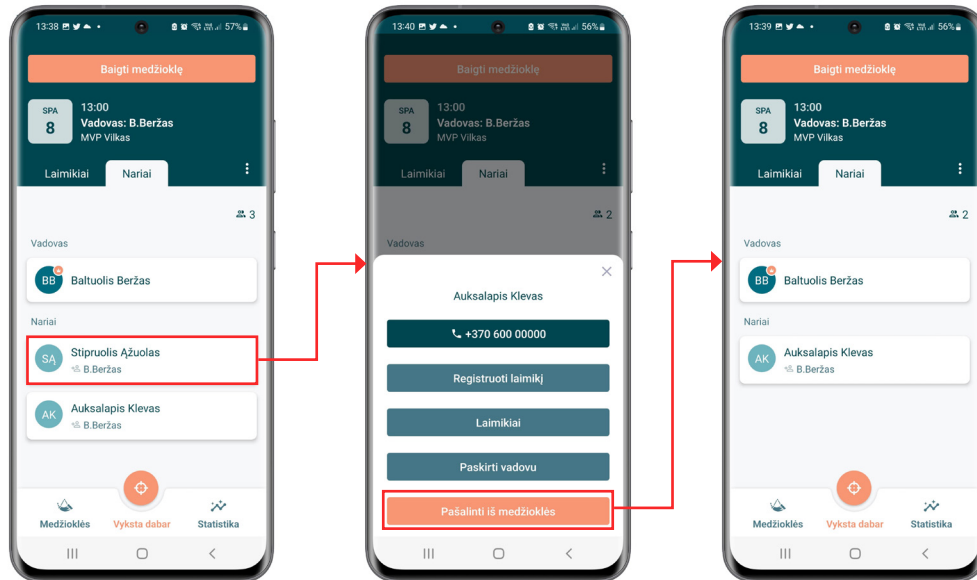 13:38
57%
Baigti medžioklę
SPA
8
13:00
Vadovas: B.Beržas
MVP Vilkas
Laimikiai
Nariai
3
Vadovas
BB
Baltuolis Beržas
Nariai
SĄ
Stipruolis Ąžuolas
B.Beržas
AK
Auksalapis Klevas
B.Beržas
Medžioklės
Vyksta dabar
Statistika
13:40
56%
Baigti medžioklę
SPA
8
13:00
Vadovas: B.Beržas
MVP Vilkas
Laimikiai
Nariai
2
Vadovas
Auksalapis Klevas
+370 600 00000
Registruoti laimikį
Laimikiai
Paskirti vadovu
Pašalinti iš medžioklės
13:39
56%
Baigti medžioklę
SPA
8
13:00
Vadovas: B.Beržas
MVP Vilkas
Laimikiai
Nariai
2
Vadovas
BB
Baltuolis Beržas
Nariai
AK
Auksalapis Klevas
B.Beržas
Medžioklės
Vyksta dabar
Statistika